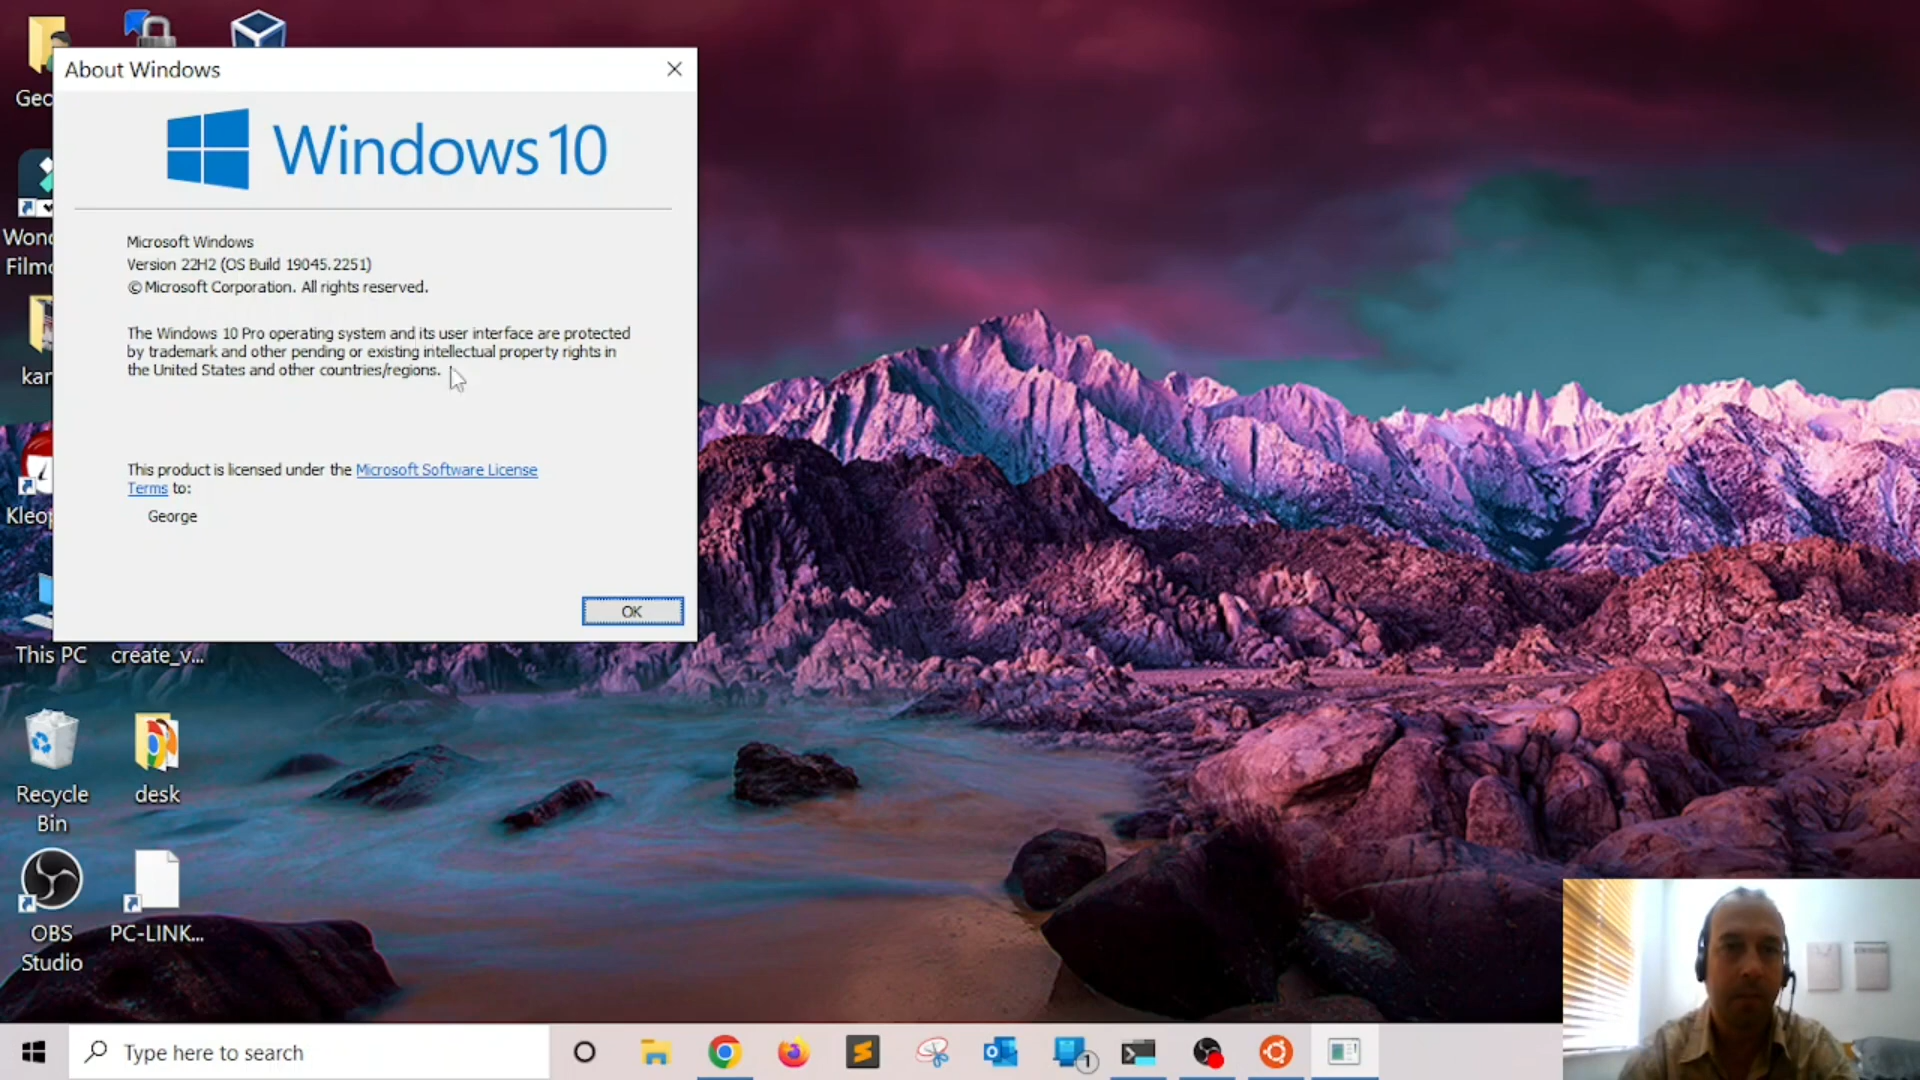 About Windows
Windows 10
Microsoft Windows
Version 22H2 (OS Build 19045.2251)
© Microsoft Corporation. All rights reserved.
The Windows 10 Pro operating system and its user interface are protected
by trademark and other pending or existing intellectual property rights in
the United States and other countries/regions.
This product is licensed under the Microsoft Software License
Terms to:
George
OK
This PC
create_v...
Recycle
Bin
desk
OBS
Studio
PC-LINK...
Type here to search
1